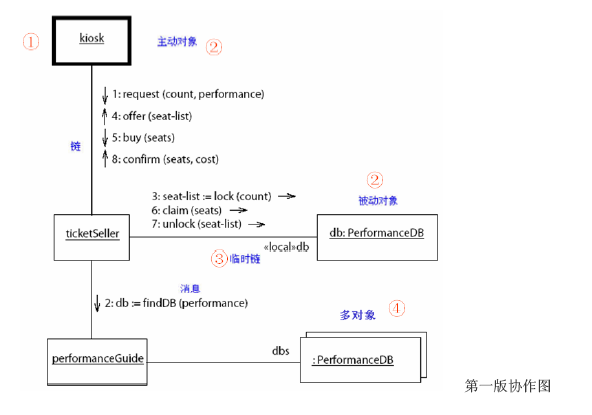 kiosk
①
主动对象 ②
1: request (count, performance)
4: offer (seat-list)
链
5: buy (seats)
8: confirm (seats, cost)
②
3: seat-list := lock (count)
被动对象
6: claim (seats)
7: unlock (seat-list)
ticketSeller
db: PerformanceDB
«local»db
③ 临时链
消息
2: db := findDB (performance)
多对象 ④
performanceGuide
dbs
: PerformanceDB
第一版协作图